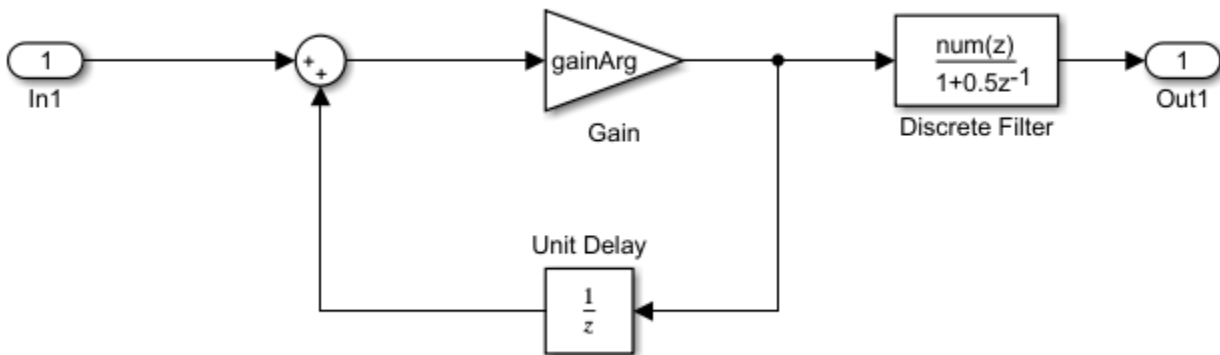 1
In1
+
+
gainArg
Gain
num(z)
1+0.5z-1
Discrete Filter
1
Out1
Unit Delay
1
z